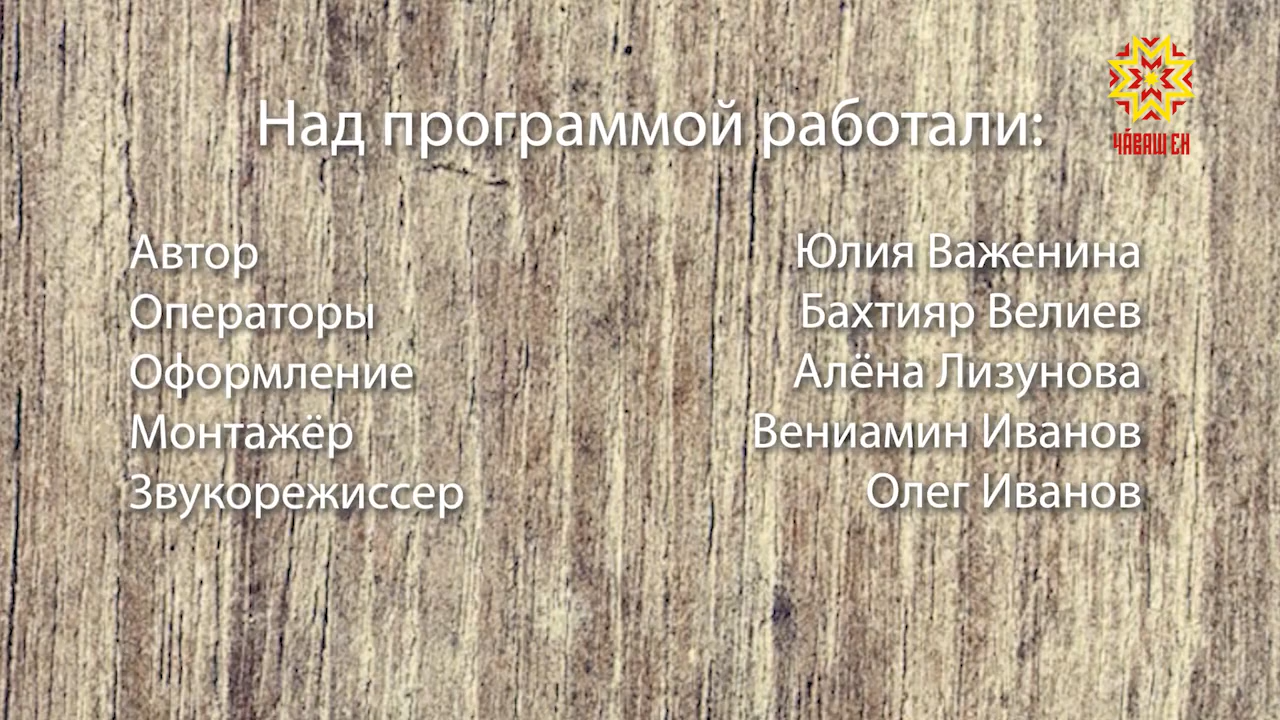 Над программой работали:
ЧӐВАШ ЕН
Автор Юлия Важенина
Операторы Бахтияр Велиев
Оформление Алёна Лизунова
Монтажёр Вениамин Иванов
Звукорежиссер Олег Иванов